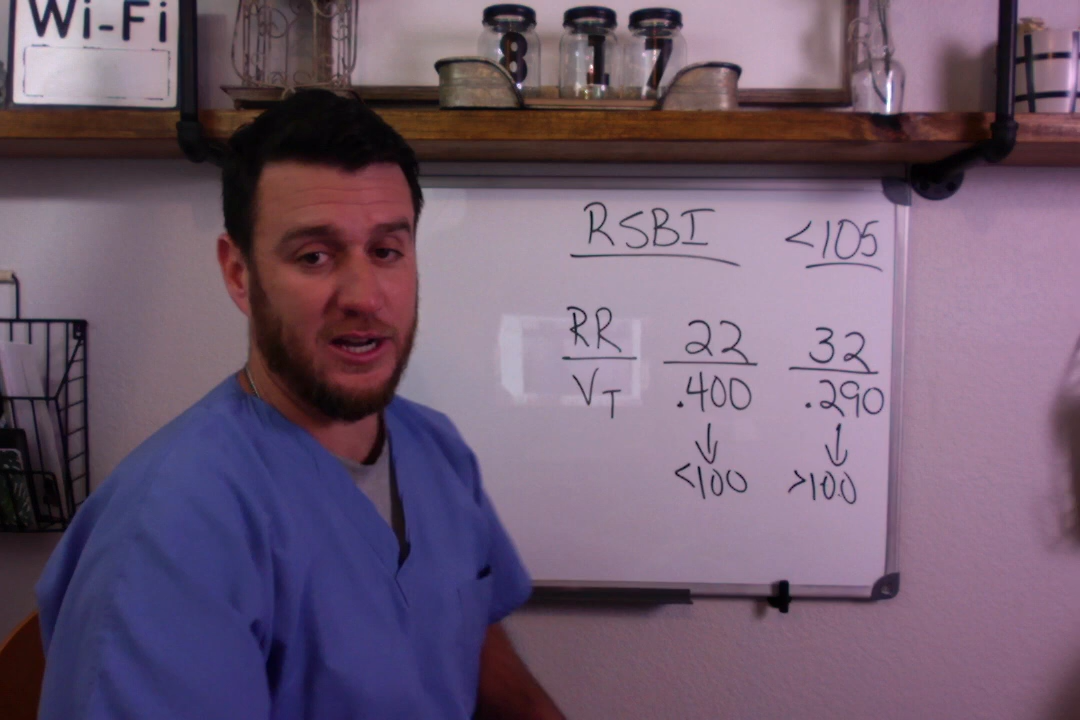 Wi-Fi
8 1 7
RSBI <105
RR 22 32
VT .400 .290
↓ ↓
<100 >100